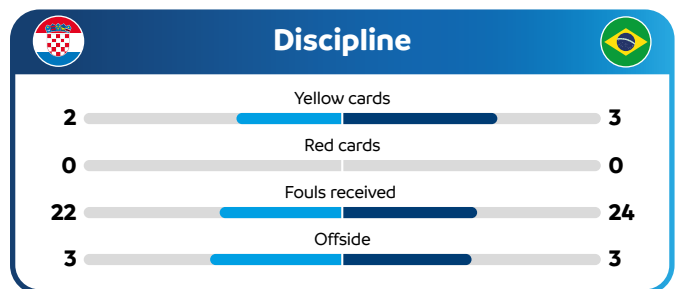 Discipline
Yellow cards
2 3
Red cards
0 0
Fouls received
22 24
Offside
3 3